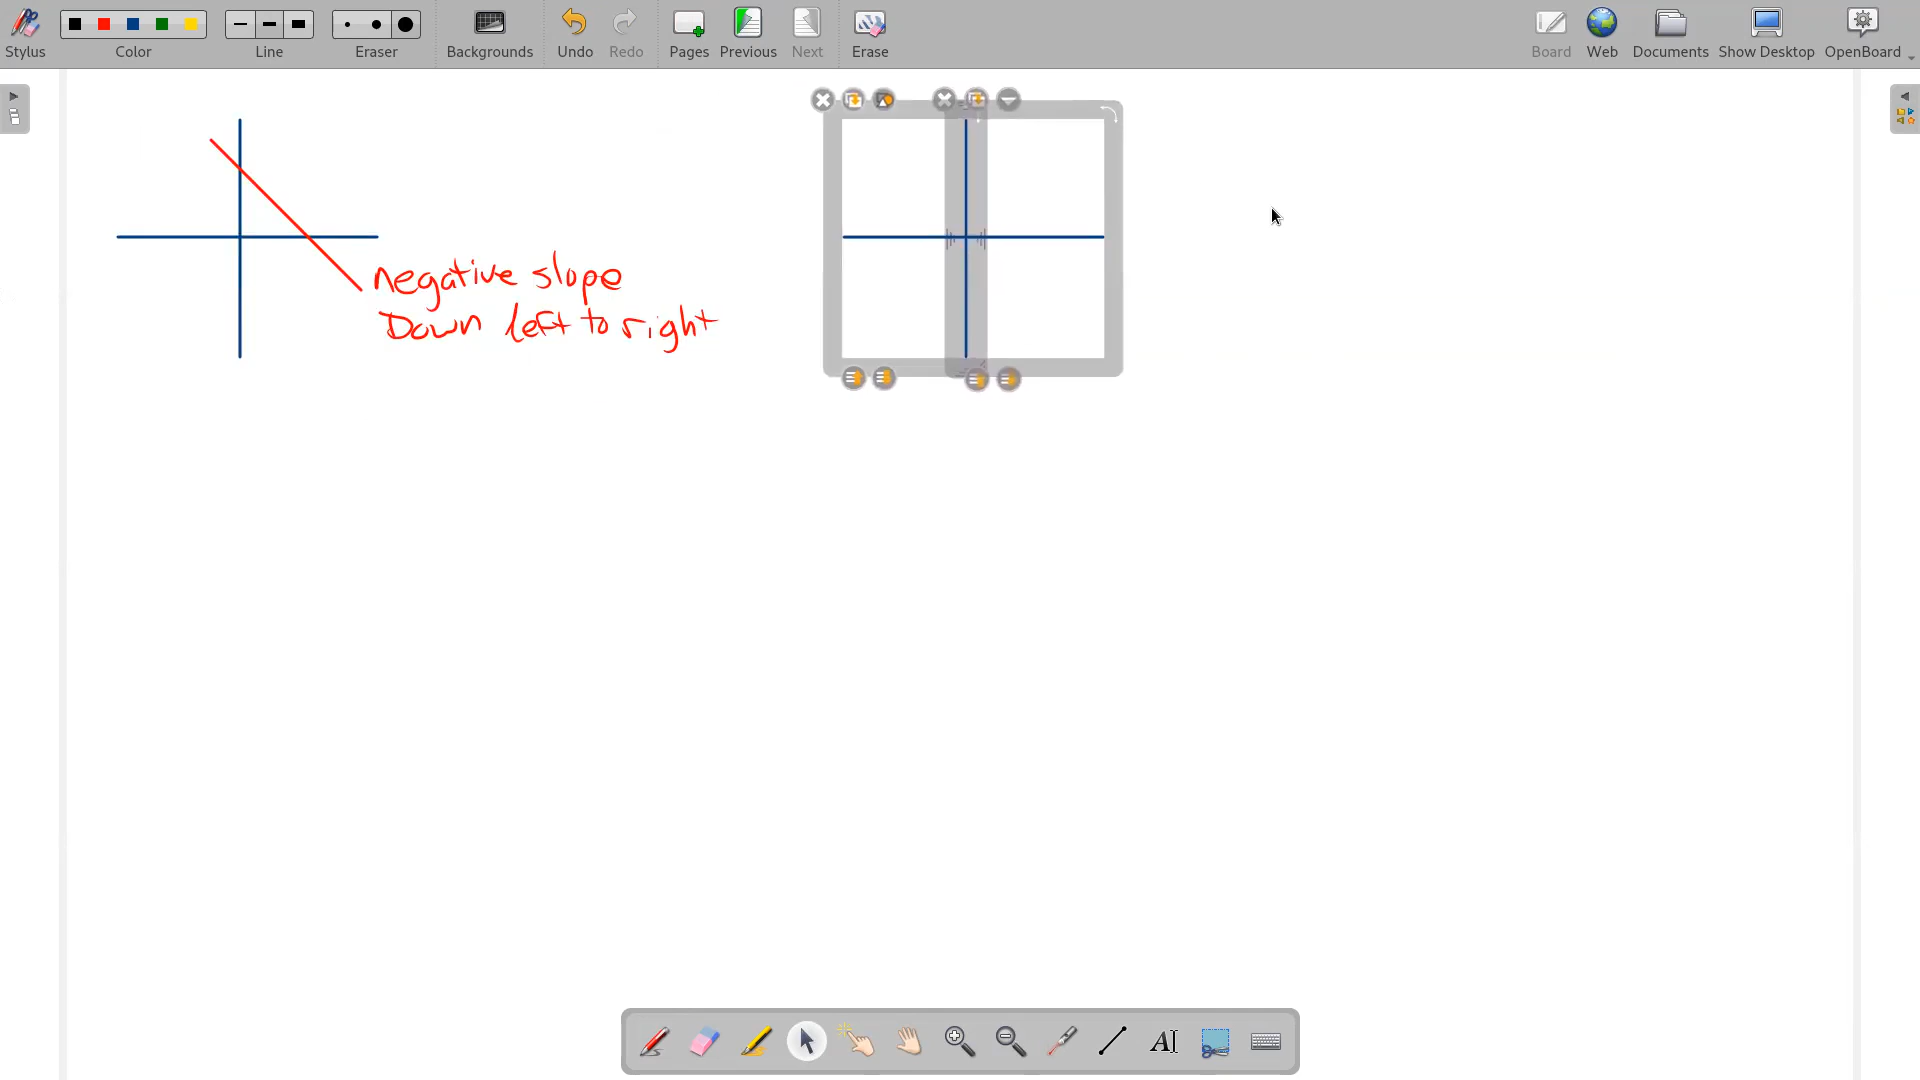 Stylus
Color
Line
Eraser
Backgrounds
Undo
Redo
Pages
Previous
Next
Erase
Board
Web
Documents
Show Desktop
OpenBoard
negative slope
Down left to right
AI